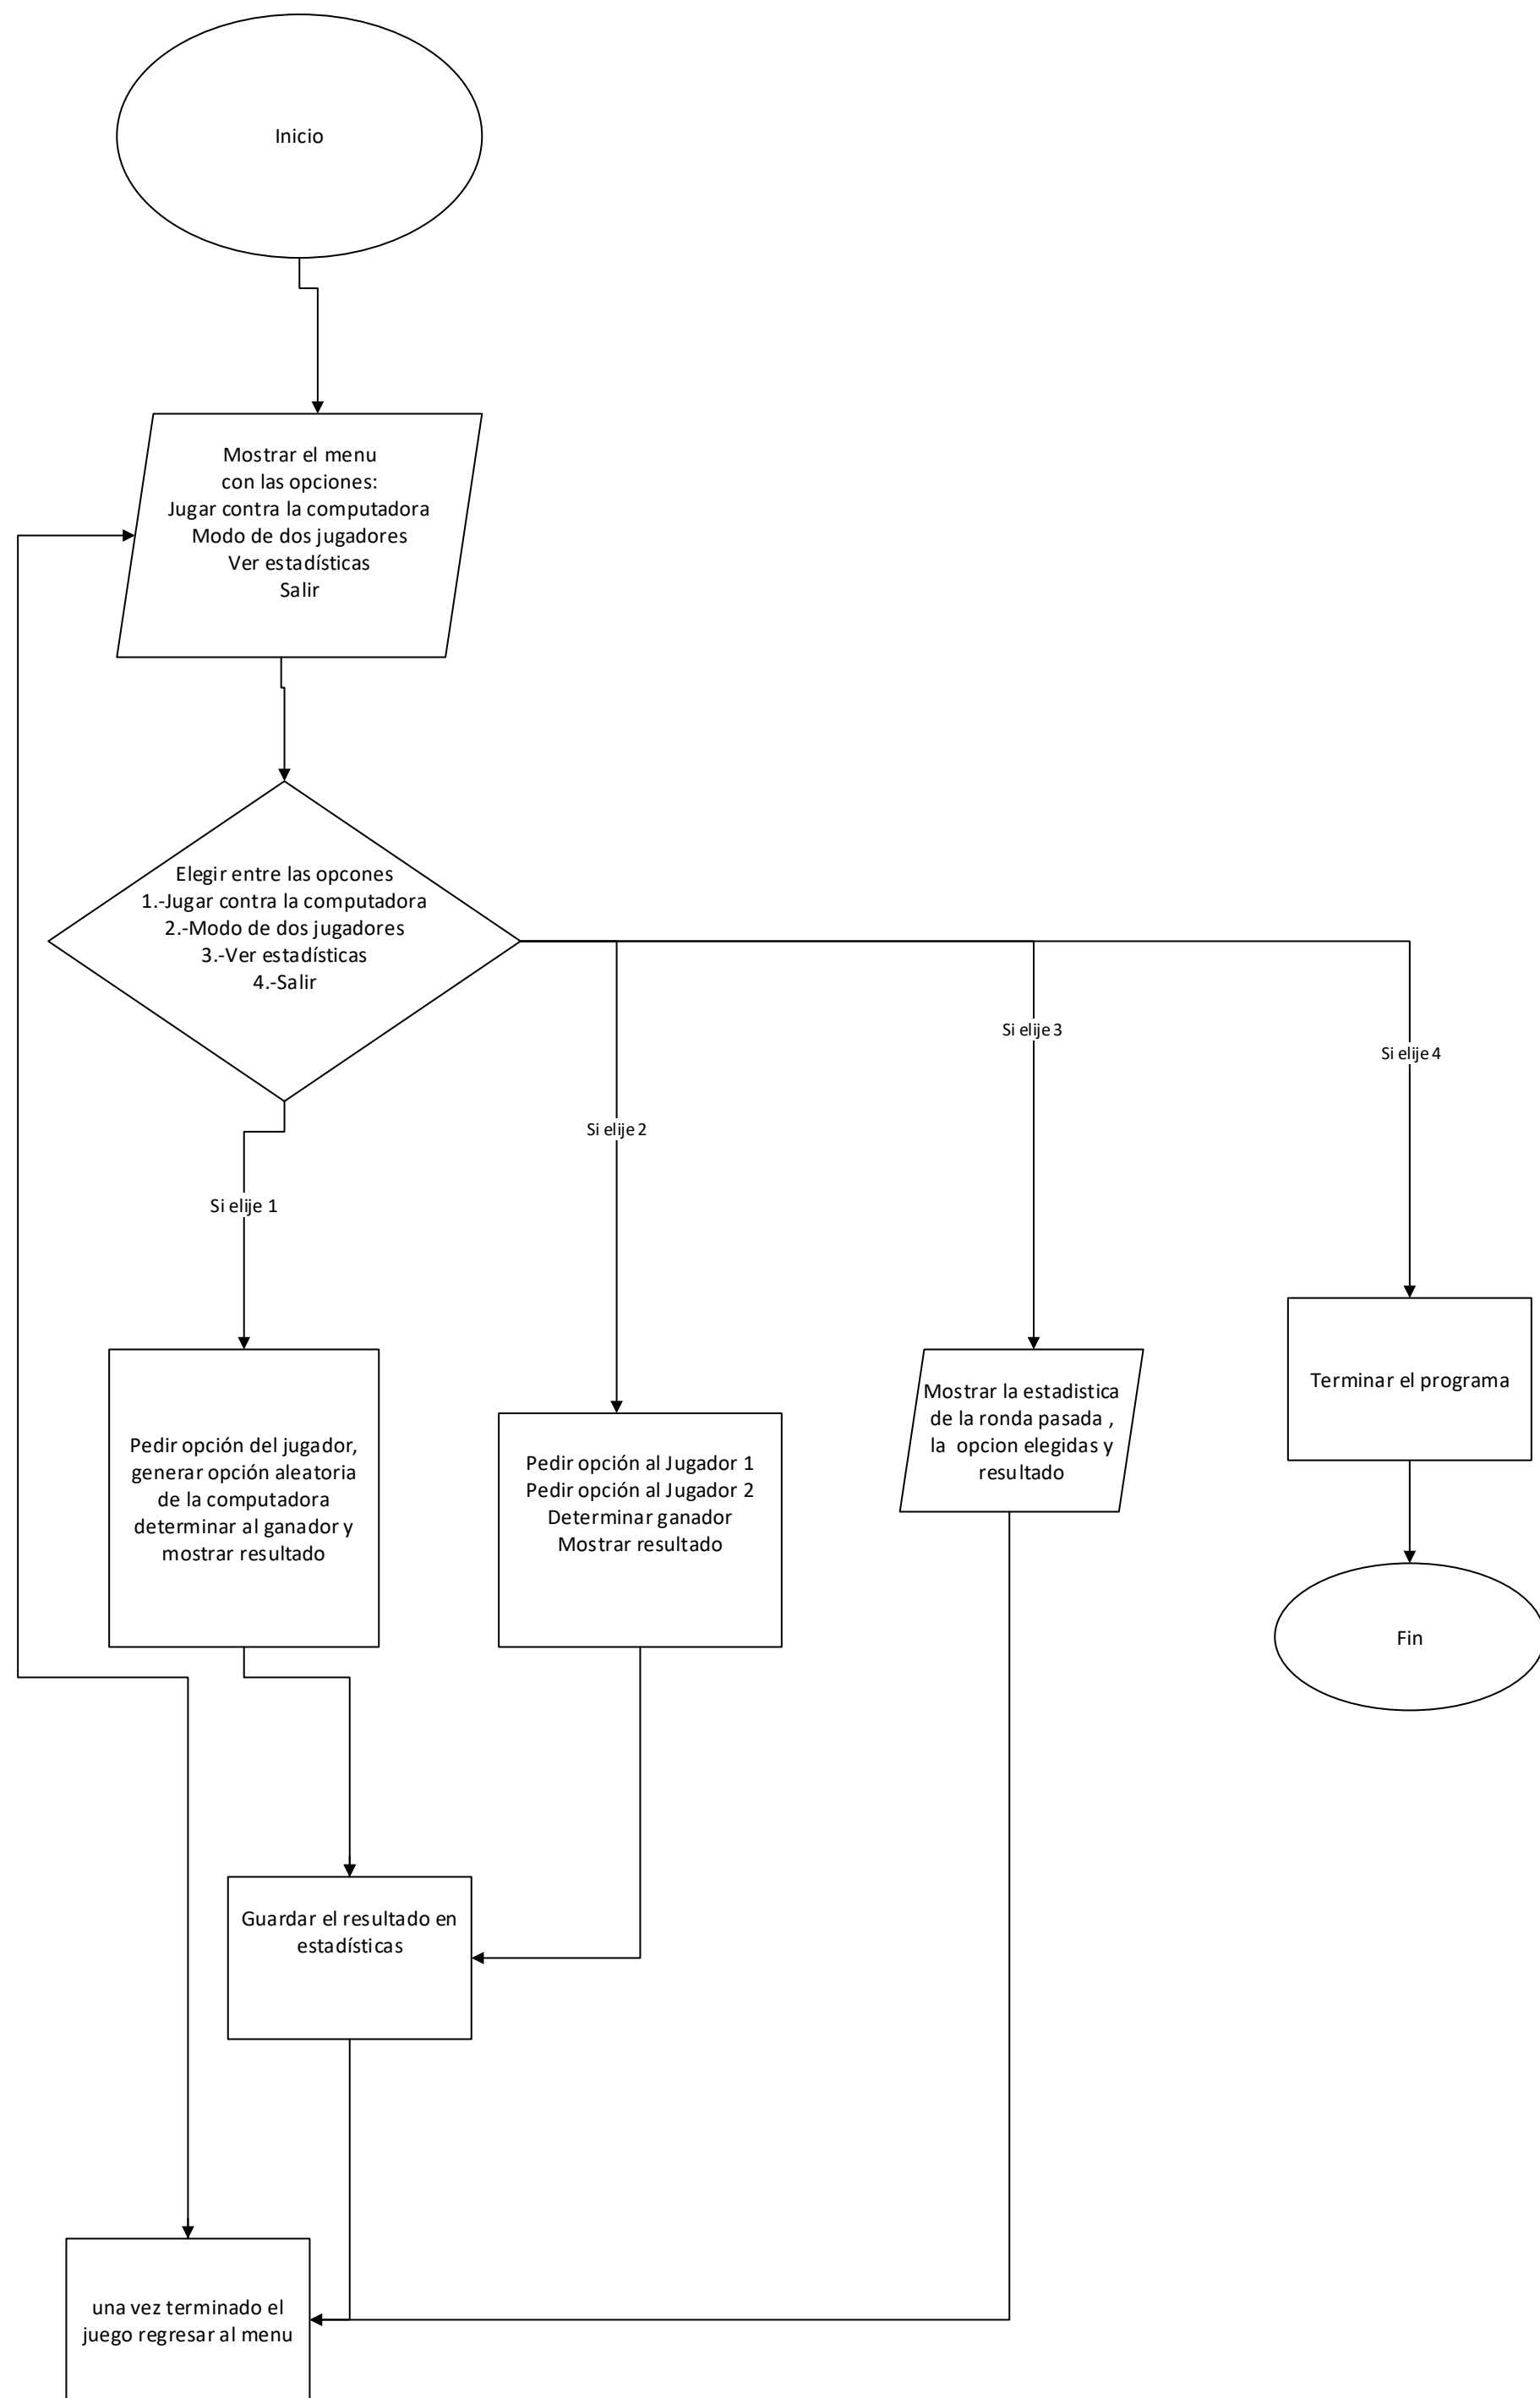 Inicio
Mostrar el menu
con las opciones:
Jugar contra la computadora
Modo de dos jugadores
Ver estadísticas
Salir
Elegir entre las opcones
1.-Jugar contra la computadora
2.-Modo de dos jugadores
3.-Ver estadísticas
4.-Salir
Si elije 3
Si elije 4
Si elije 2
Si elije 1
Pedir opción del jugador,
generar opción aleatoria
de la computadora
determinar al ganador y
mostrar resultado
Pedir opción al Jugador 1
Pedir opción al Jugador 2
Determinar ganador
Mostrar resultado
Mostrar la estadistica
de la ronda pasada ,
la  opcion elegidas y
resultado
Terminar el programa
Fin
Guardar el resultado en
estadísticas
una vez terminado el
juego regresar al menu